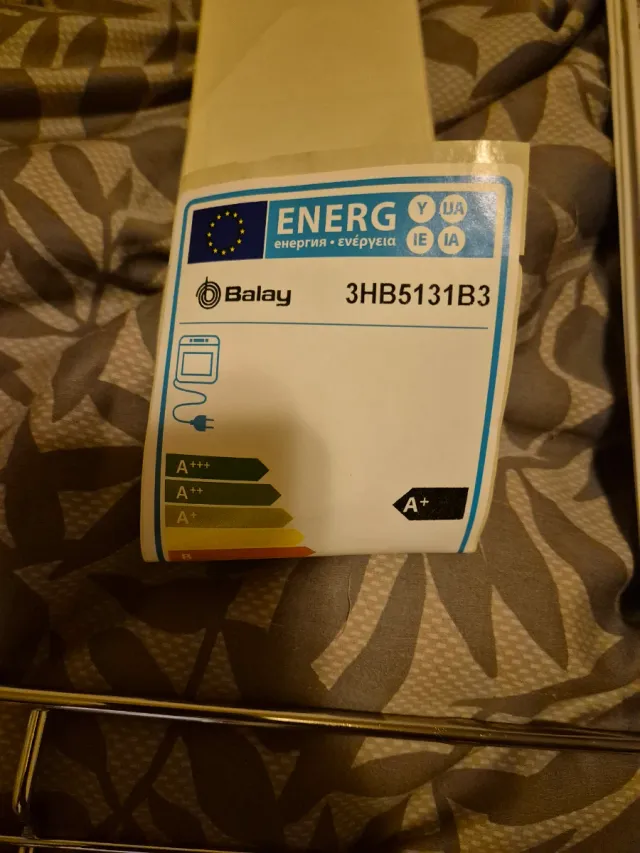 ENERG Y IJA
енергия · ενέργεια IE IA
Balay 3HB5131B3
A+++
A++
A+ A+